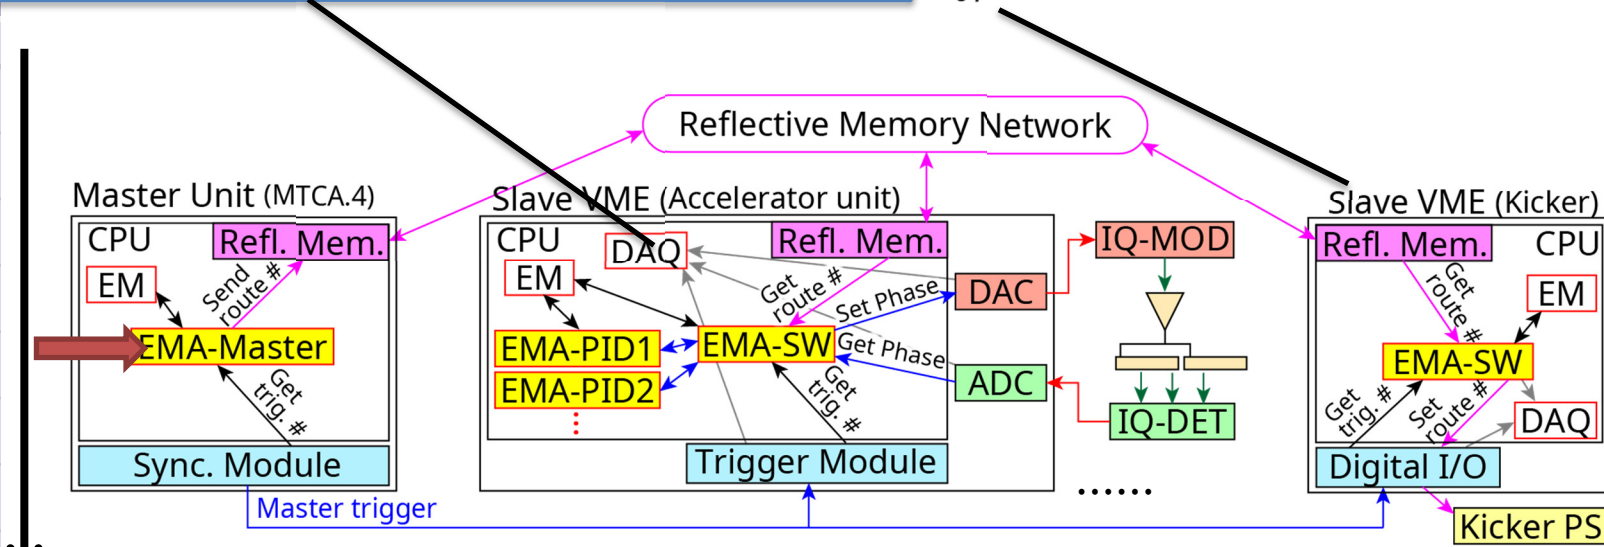 Reflective Memory Network
Master Unit (MTCA.4)
CPU
Refl. Mem.
EM
Send
route #
EMA-Master
Get
trig. #
Sync. Module
Master trigger
Slave VME (Accelerator unit)
CPU
DAQ
Refl. Mem.
EM
Get
route #
Set Phase
DAC
EMA-PID1
EMA-SW
Get Phase
EMA-PID2
ADC
Get
trig. #
Trigger Module
IQ-MOD
IQ-DET
......
Slave VME (Kicker)
Refl. Mem.
CPU
Get
route #
EM
EMA-SW
Get
trig. #
Set
route #
DAQ
Digital I/O
Kicker PS